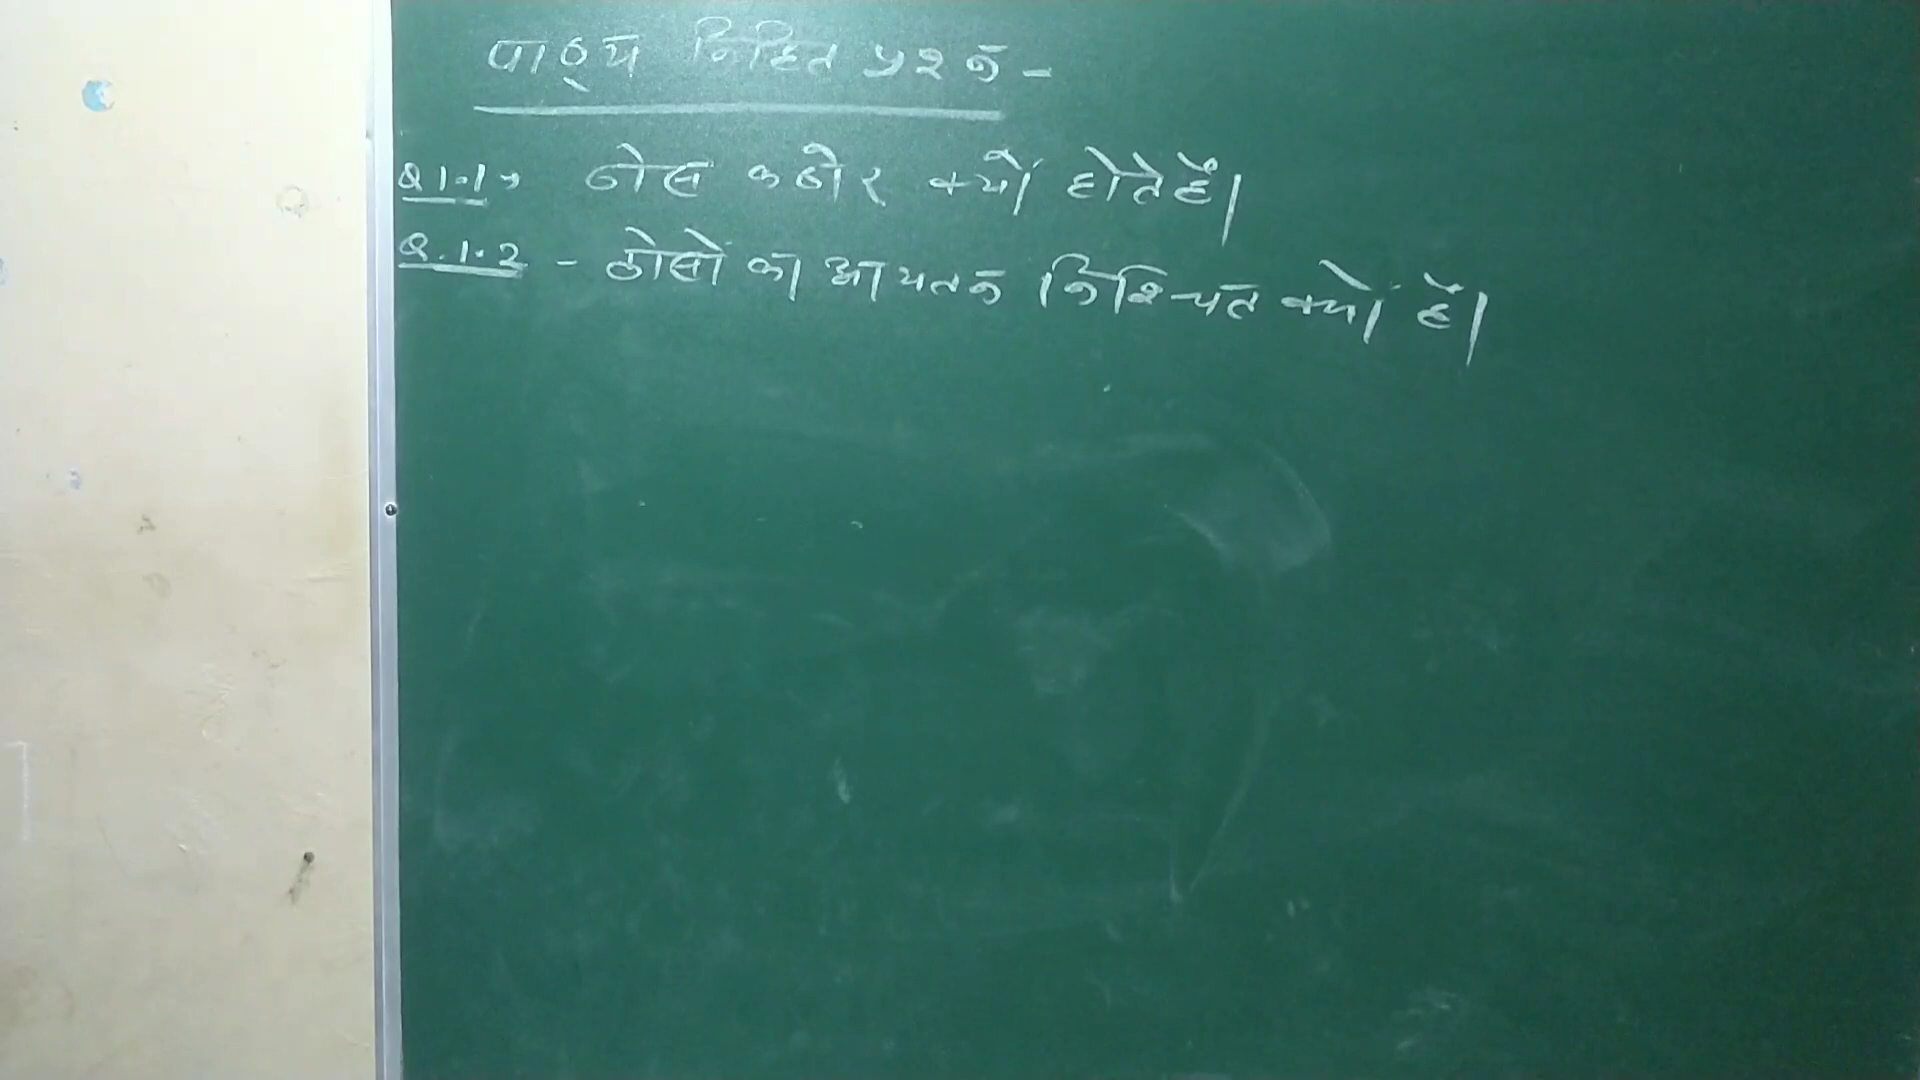 पाठ्य निहित प्रश्न -
Q 1.1→ ठोस कठोर क्यों होते हैं।
Q.1.2 - ठोसों का आयतन निश्चित क्यों हैं।